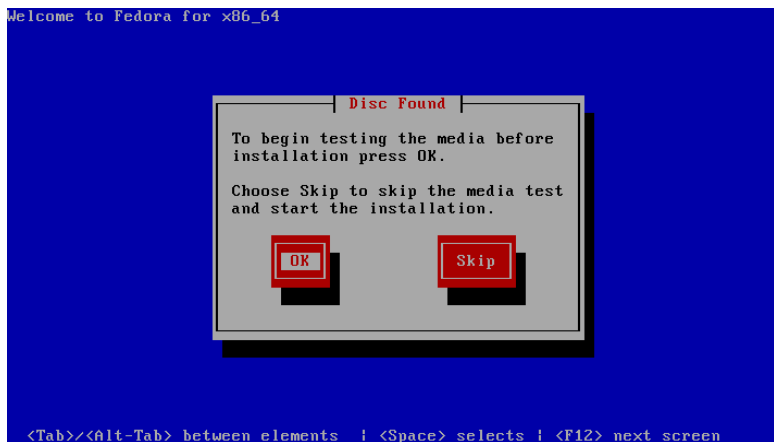 Welcome to Fedora for x86_64
Disc Found
To begin testing the media before
installation press OK.
Choose Skip to skip the media test
and start the installation.
OK Skip
<Tab>/<Alt-Tab> between elements | <Space> selects | <F12> next screen